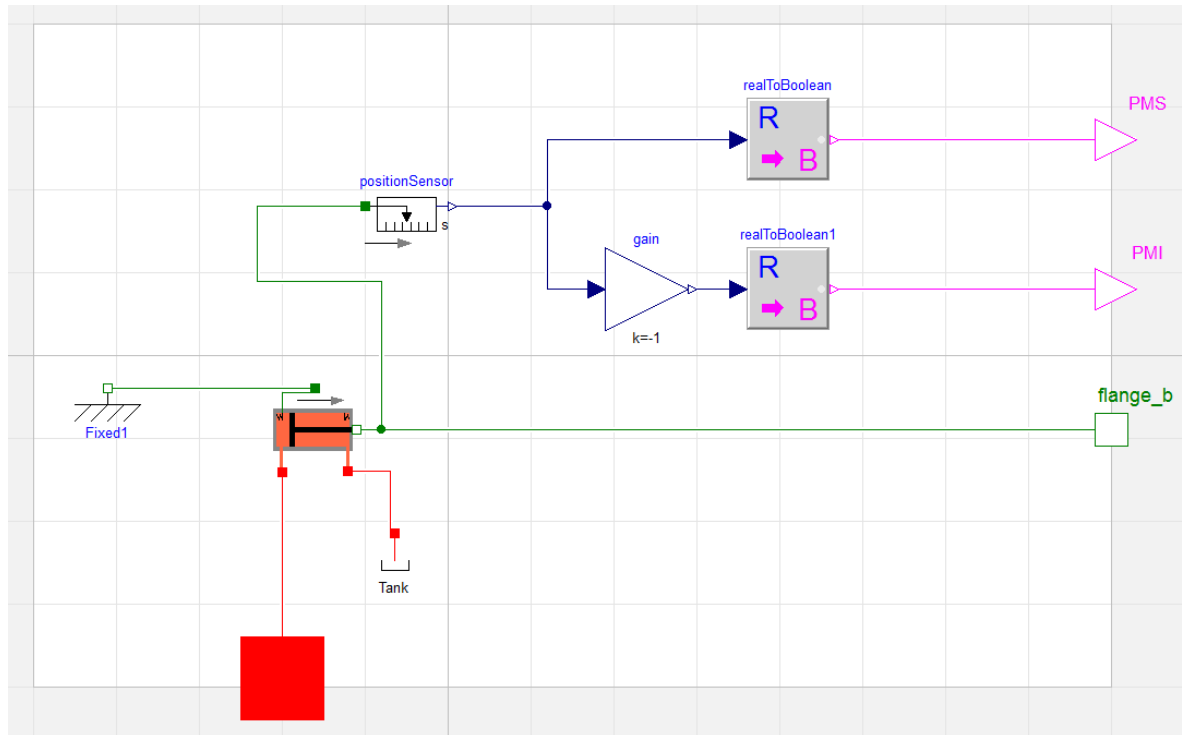 realToBoolean
R
B
PMS
positionSensor
s
gain
k=-1
realToBoolean1
R
B
PMI
Fixed1
flange_b
Tank